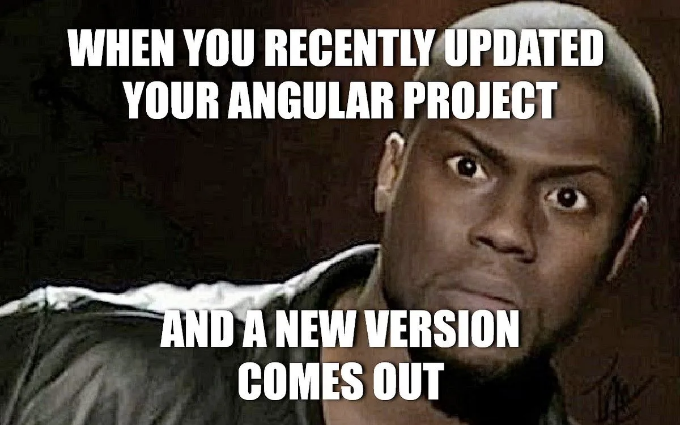 WHEN YOU RECENTLY UPDATED
YOUR ANGULAR PROJECT
AND A NEW VERSION
COMES OUT